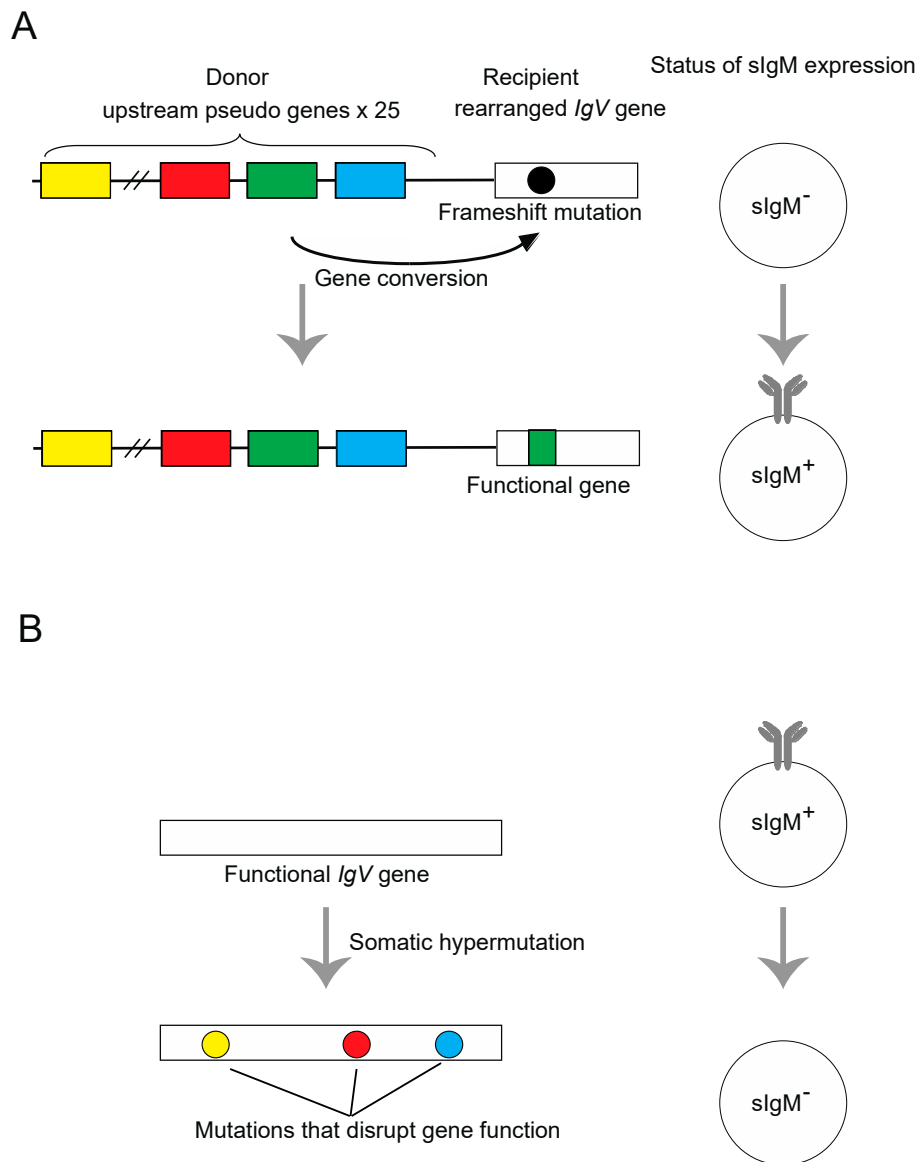 A
Donor
upstream pseudo genes x 25
Recipient
rearranged IgV gene
Status of sIgM expression
Frameshift mutation
sIgM-
Gene conversion
Functional gene
sIgM+
B
sIgM+
Functional IgV gene
Somatic hypermutation
sIgM-
Mutations that disrupt gene function